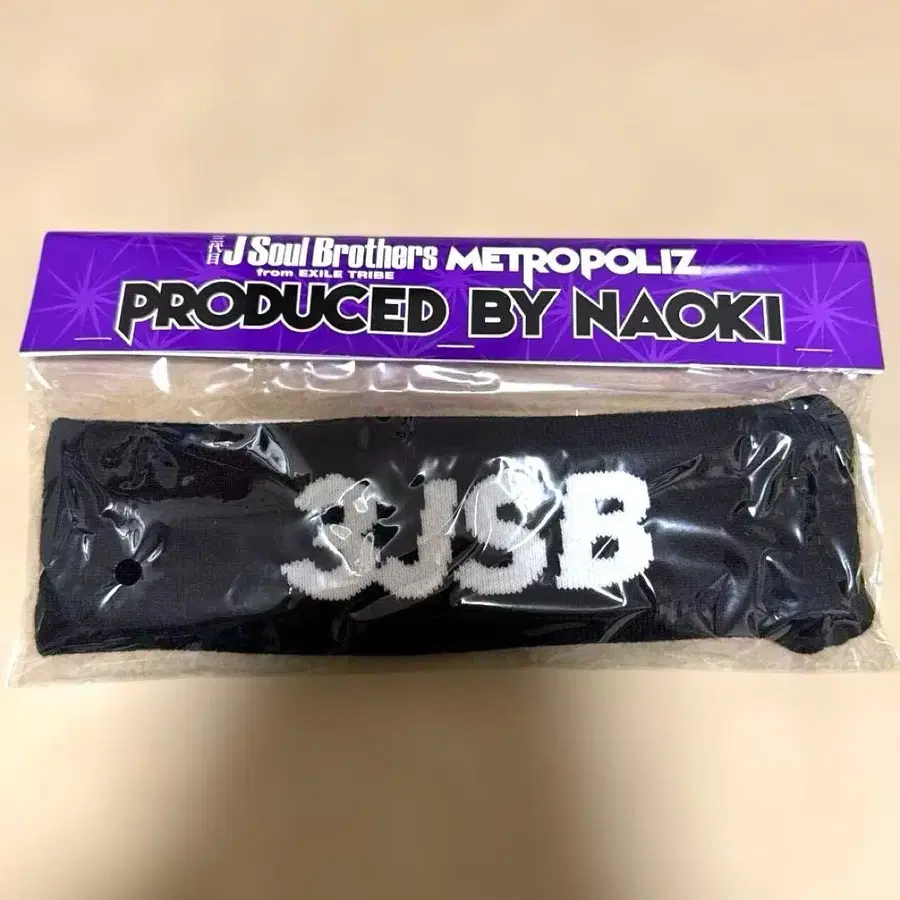 三代目 J Soul Brothers METROPOLIZ
from EXILE TRIBE
PRODUCED BY NAOKI
3JSB